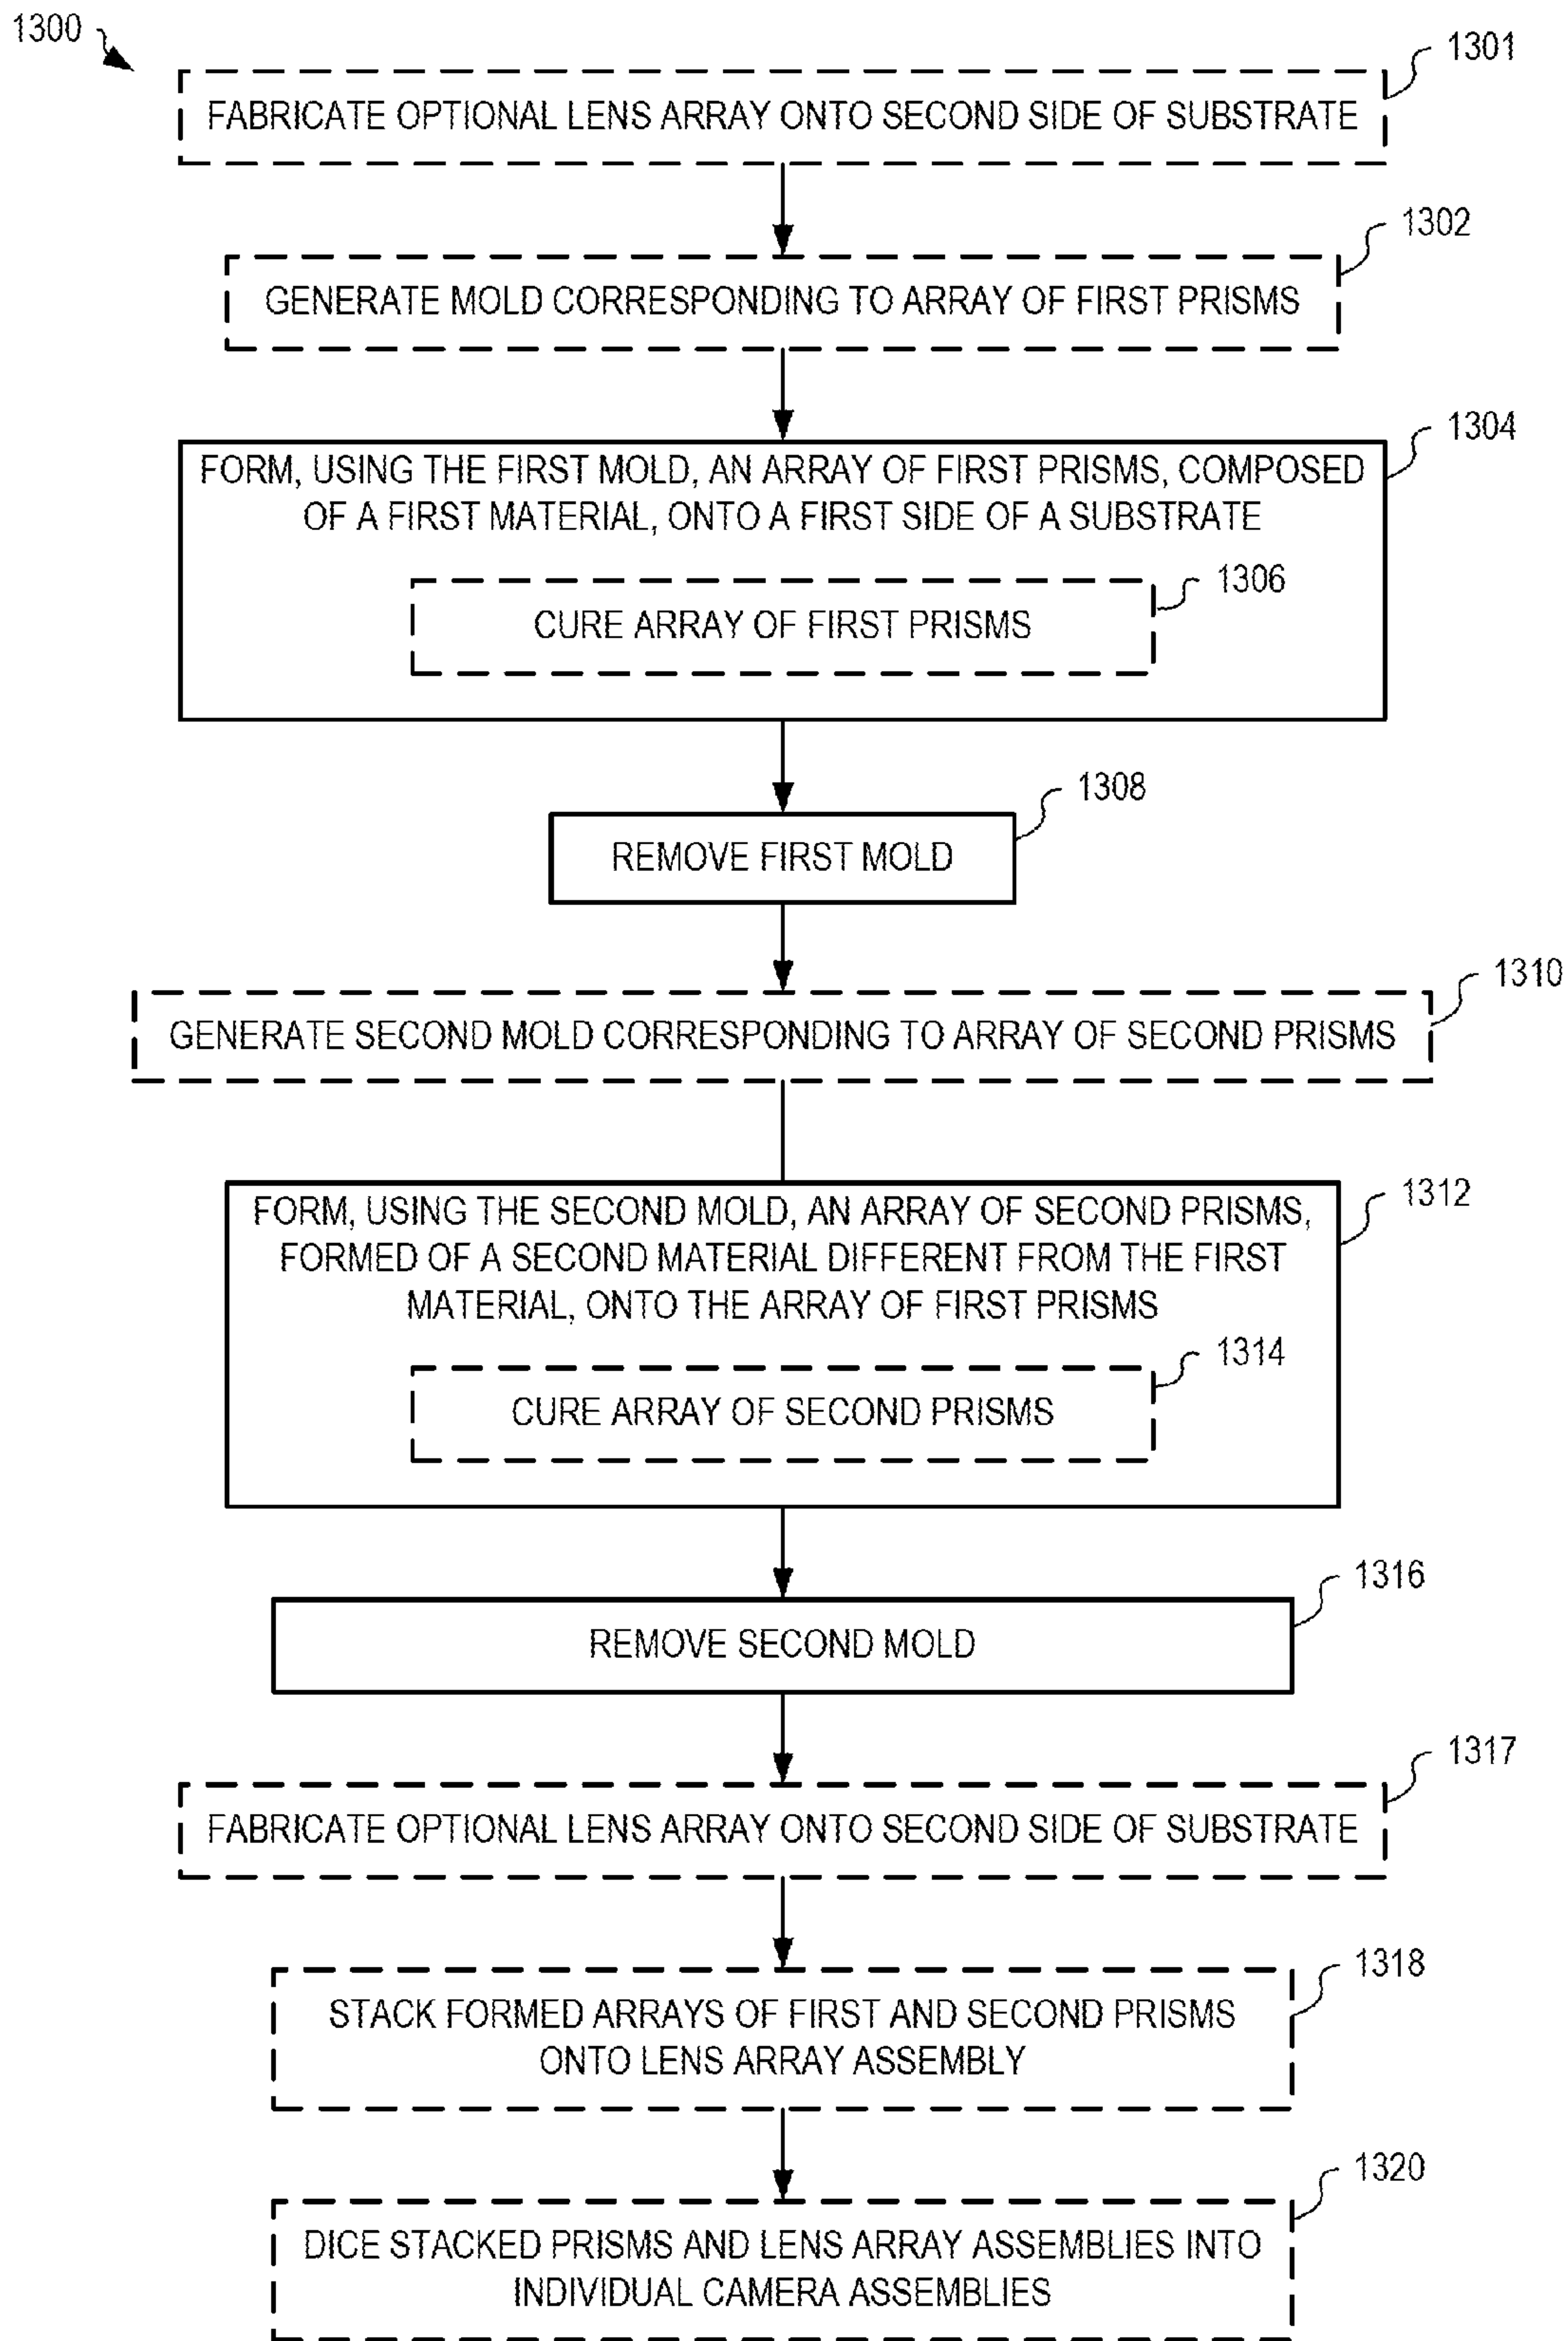 1300
1301
FABRICATE OPTIONAL LENS ARRAY ONTO SECOND SIDE OF SUBSTRATE
1302
GENERATE MOLD CORRESPONDING TO ARRAY OF FIRST PRISMS
1304
FORM, USING THE FIRST MOLD, AN ARRAY OF FIRST PRISMS, COMPOSED
OF A FIRST MATERIAL, ONTO A FIRST SIDE OF A SUBSTRATE
1306
CURE ARRAY OF FIRST PRISMS
1308
REMOVE FIRST MOLD
1310
GENERATE SECOND MOLD CORRESPONDING TO ARRAY OF SECOND PRISMS
1312
FORM, USING THE SECOND MOLD, AN ARRAY OF SECOND PRISMS,
FORMED OF A SECOND MATERIAL DIFFERENT FROM THE FIRST
MATERIAL, ONTO THE ARRAY OF FIRST PRISMS
1314
CURE ARRAY OF SECOND PRISMS
1316
REMOVE SECOND MOLD
1317
FABRICATE OPTIONAL LENS ARRAY ONTO SECOND SIDE OF SUBSTRATE
1318
STACK FORMED ARRAYS OF FIRST AND SECOND PRISMS
ONTO LENS ARRAY ASSEMBLY
1320
DICE STACKED PRISMS AND LENS ARRAY ASSEMBLIES INTO
INDIVIDUAL CAMERA ASSEMBLIES